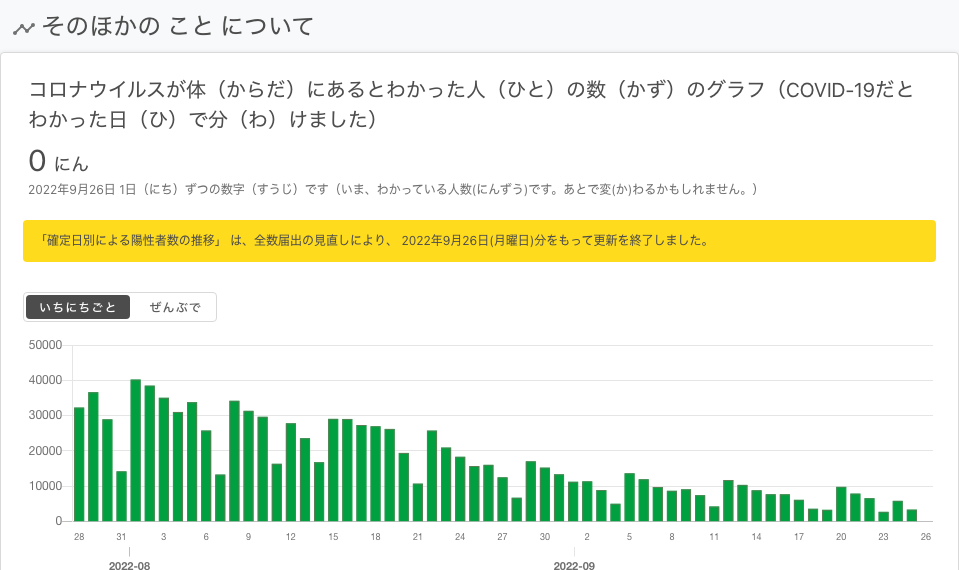 そのほかの こと について
コロナウイルスが体（からだ）にあるとわかった人（ひと）の数（かず）のグラフ（COVID-19だと
わかった日（ひ）で分（わ）けました）
0 にん
2022年9月26日 1日（にち）ずつの数字（すうじ）です（いま、わかっている人数(にんずう)です。あとで変(か)わるかもしれません。）
「確定日別による陽性者数の推移」 は、全数届出の見直しにより、 2022年9月26日(月曜日)分をもって更新を終了しました。
いちにちごと ぜんぶで
50000
40000
30000
20000
10000
0
28 31 3 6 9 12 15 18 21 24 27 30 2 5 8 11 14 17 20 23 26
2022-08 2022-09